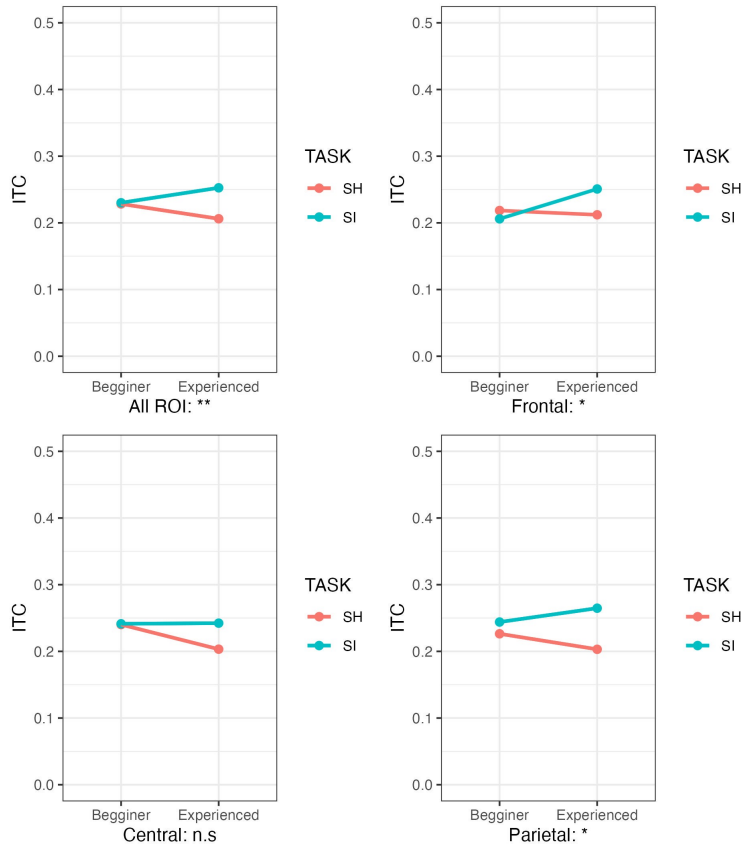 0.5
0.4
0.3
0.2
0.1
0.0
ITC
Begginer Experienced
All ROI: **
TASK
SH
SI
0.5
0.4
0.3
0.2
0.1
0.0
ITC
Begginer Experienced
Frontal: *
TASK
SH
SI
0.5
0.4
0.3
0.2
0.1
0.0
ITC
Begginer Experienced
Central: n.s
TASK
SH
SI
0.5
0.4
0.3
0.2
0.1
0.0
ITC
Begginer Experienced
Parietal: *
TASK
SH
SI